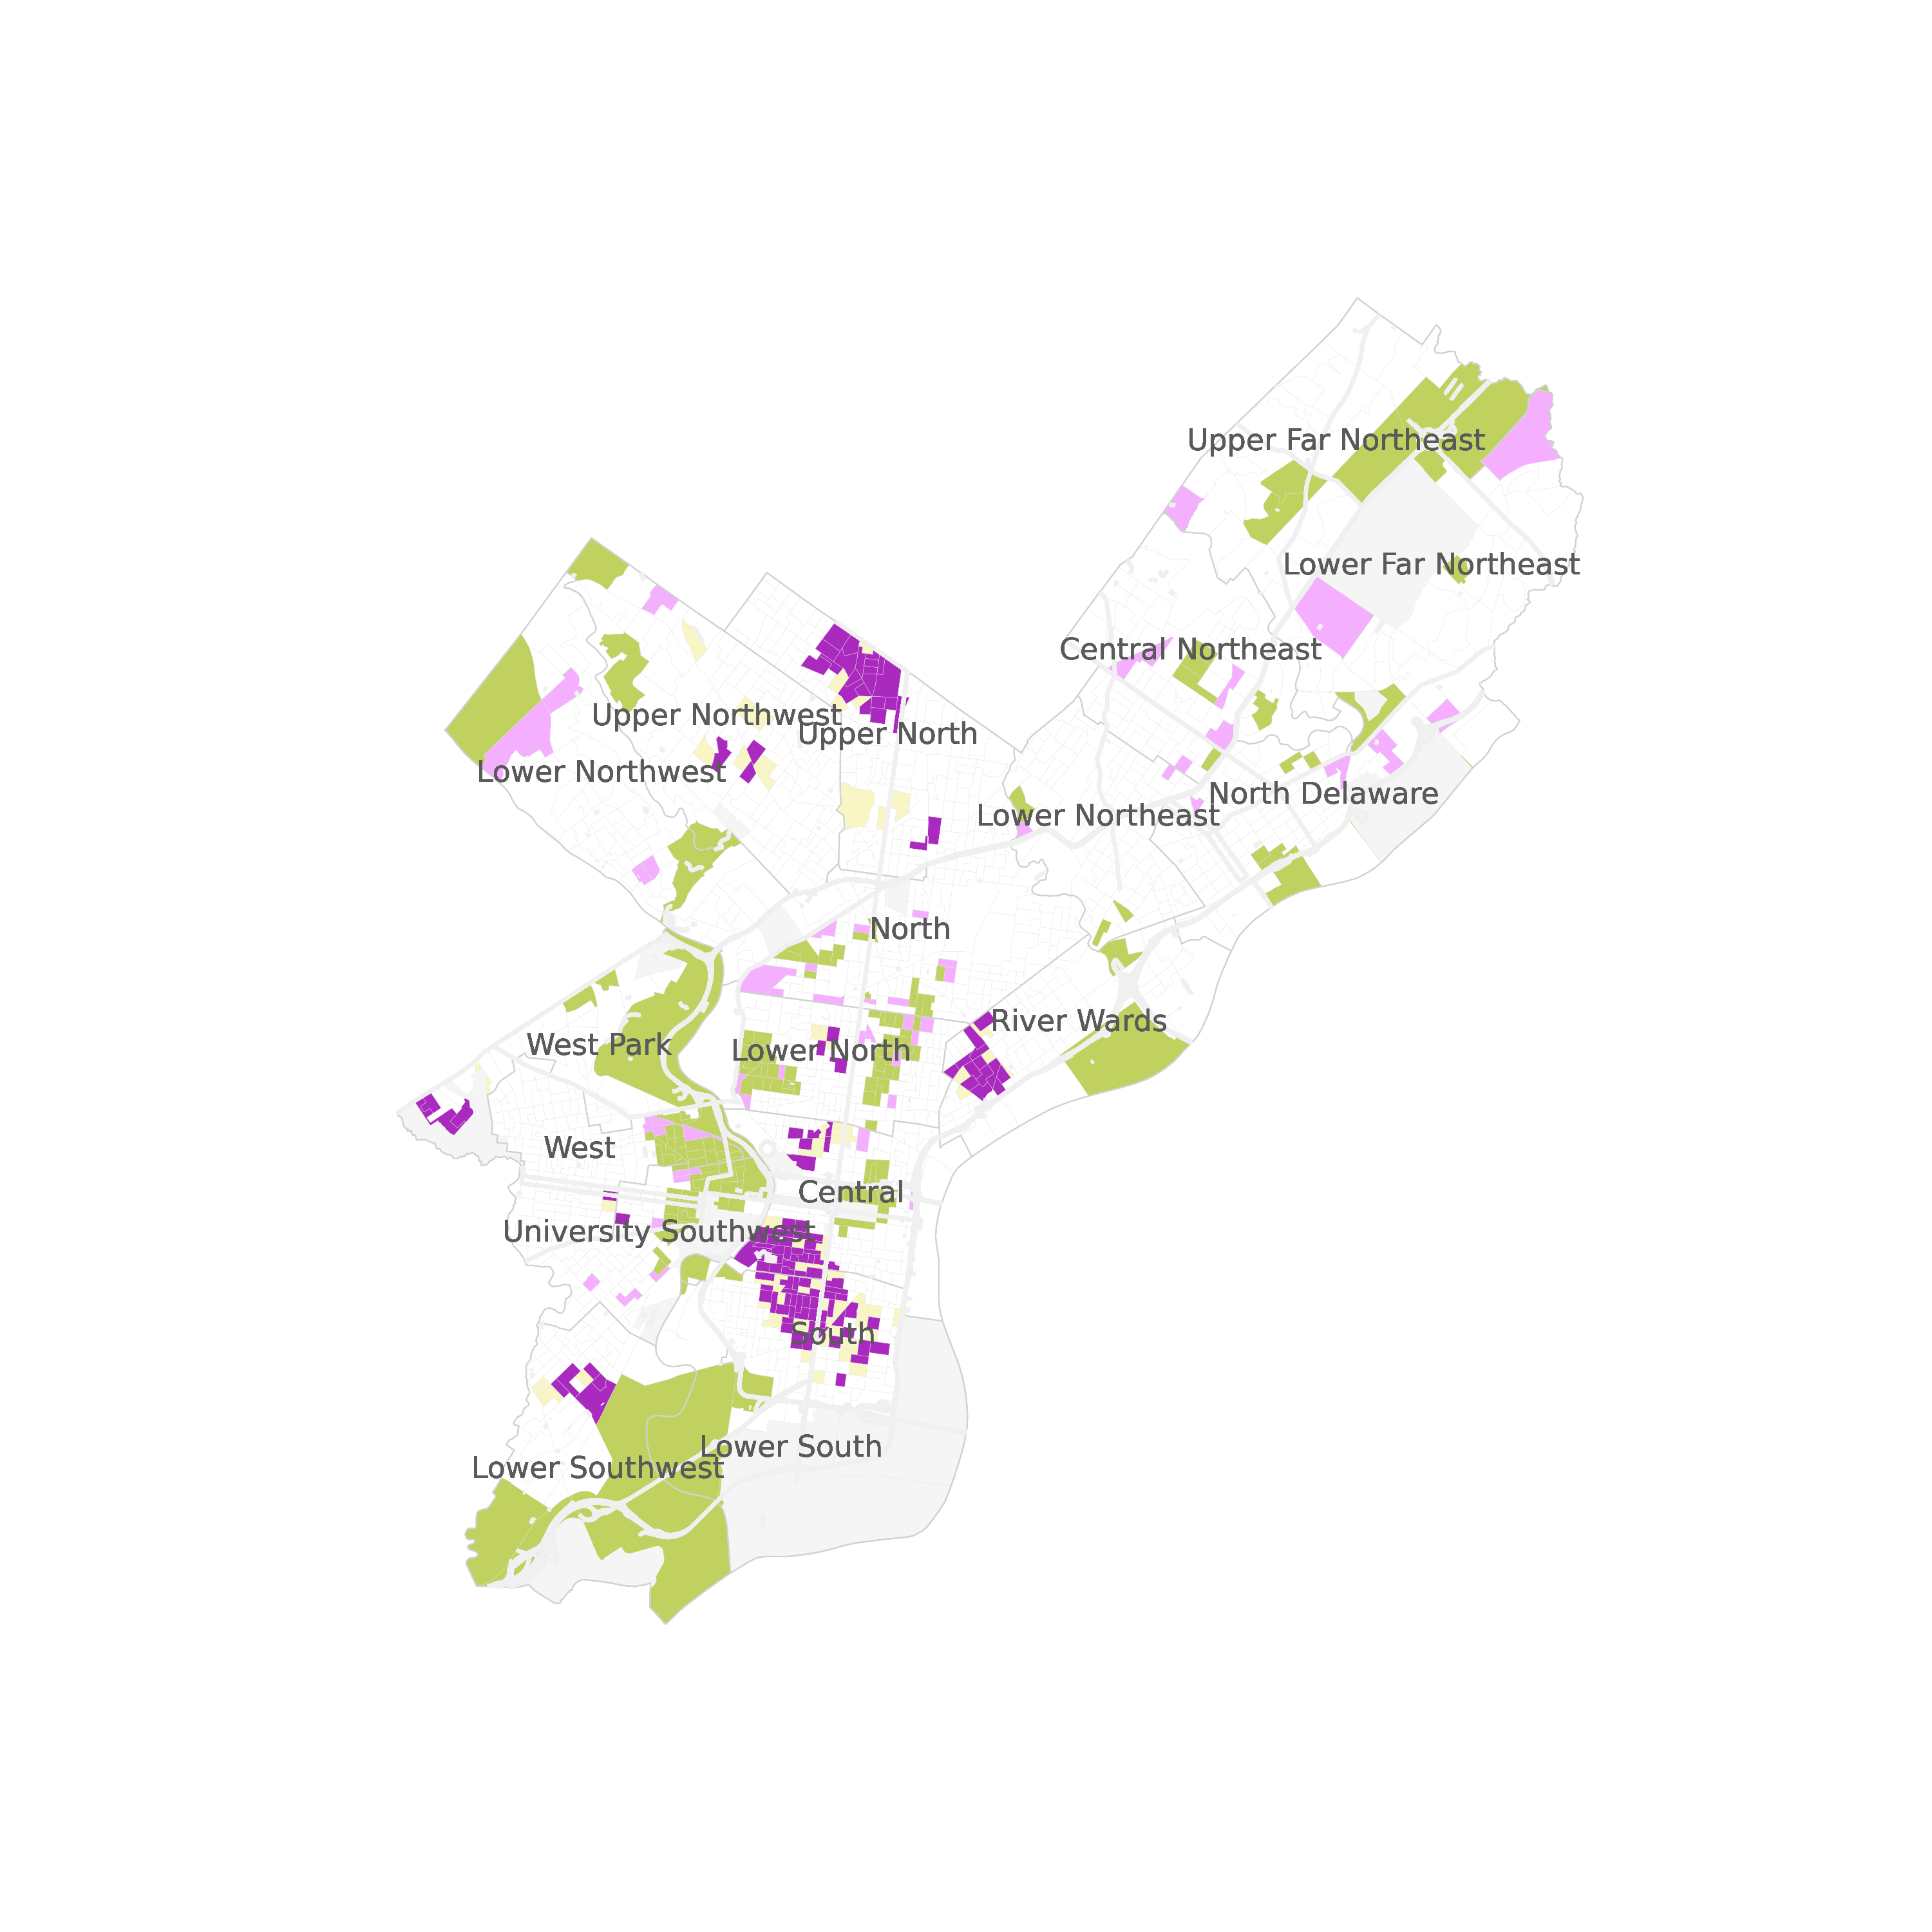 Upper Far Northeast
Lower Far Northeast
Central Northeast
Upper Northwest
Upper North
Lower Northwest
North Delaware
Lower Northeast
North
River Wards
West Park
Lower North
West
Central
University Southwest
South
Lower South
Lower Southwest